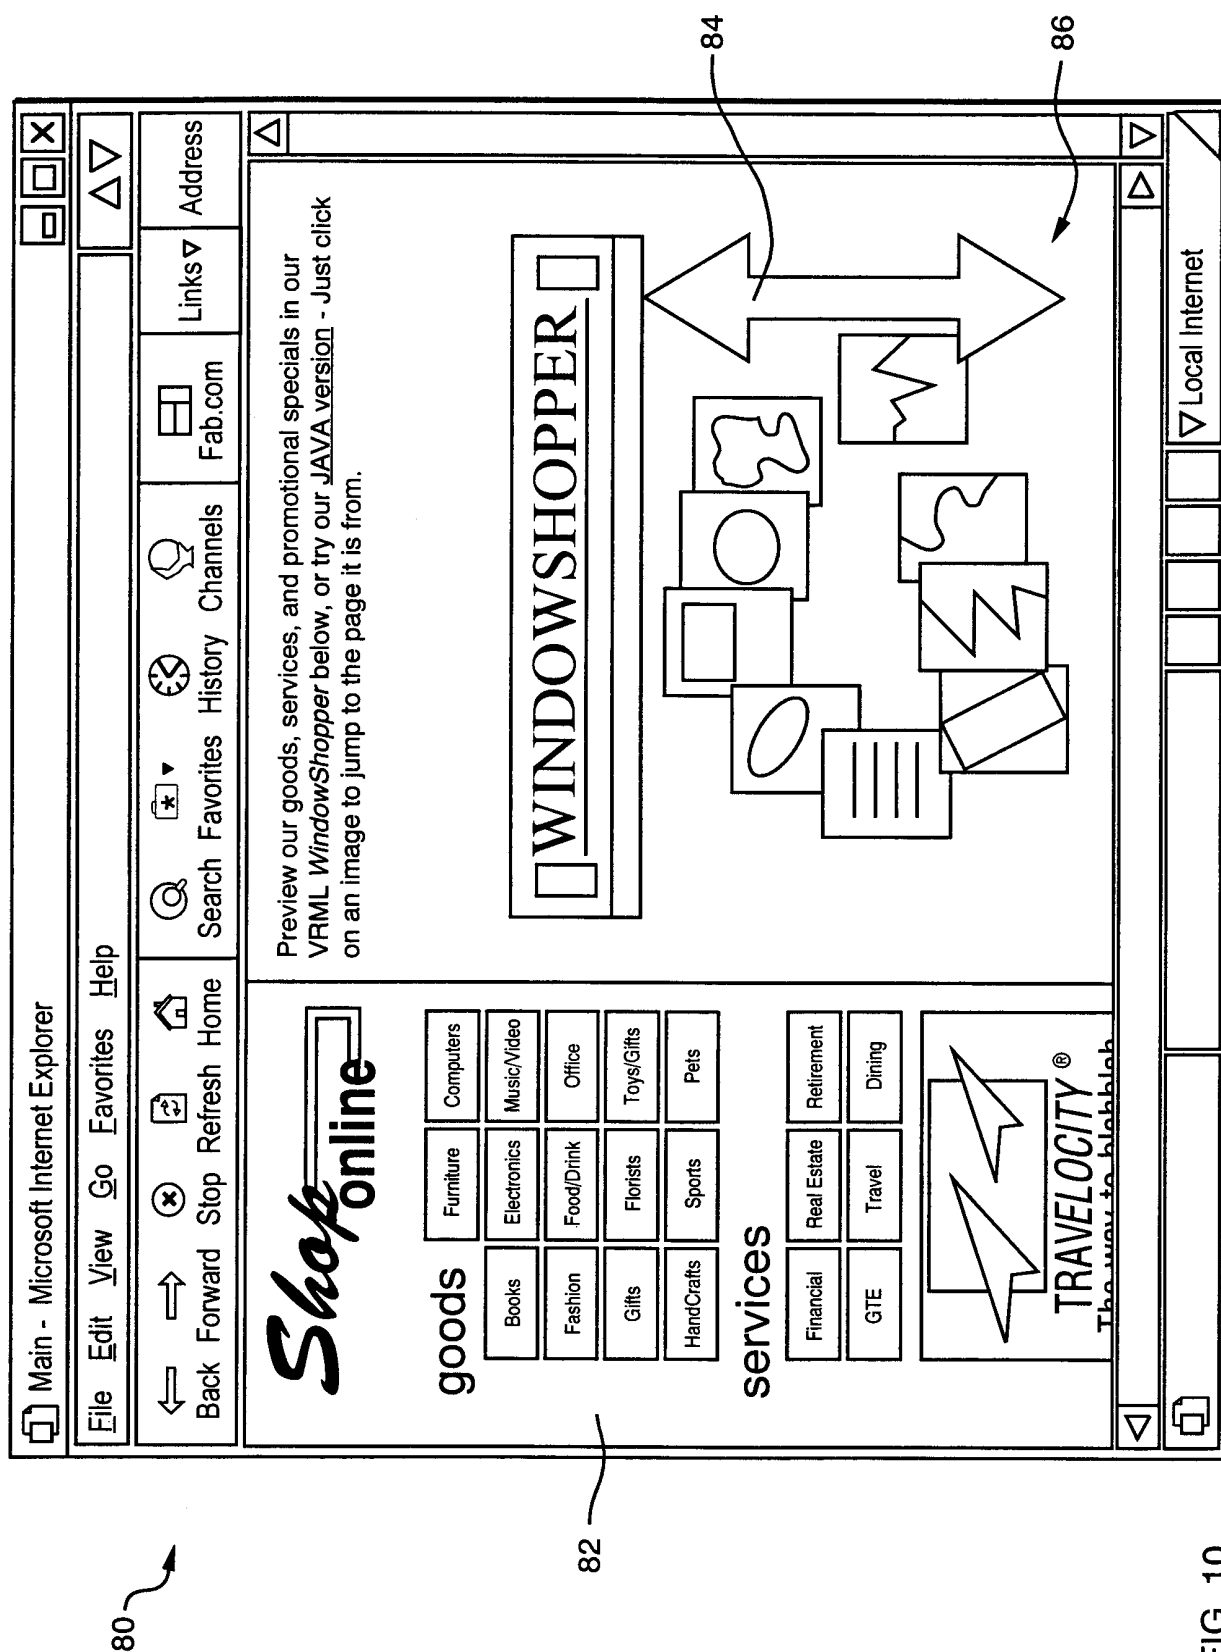 80
Main - Microsoft Internet Explorer
File Edit View Go Favorites Help
Back Forward Stop Refresh Home Search Favorites History Channels Fab.com Links Address
Shop
online
goods
Furniture Computers
Books Electronics Music/Video
Fashion Food/Drink Office
Gifts Florists Toys/Gifts
HandCrafts Sports Pets
services
Financial Real Estate Retirement
GTE Travel Dining
TRAVELOCITY®
The way to blahblah
82
Preview our goods, services, and promotional specials in our
VRML WindowShopper below, or try our JAVA version - Just click
on an image to jump to the page it is from.
WINDOWSHOPPER
84
86
Local Internet
FIG. 10